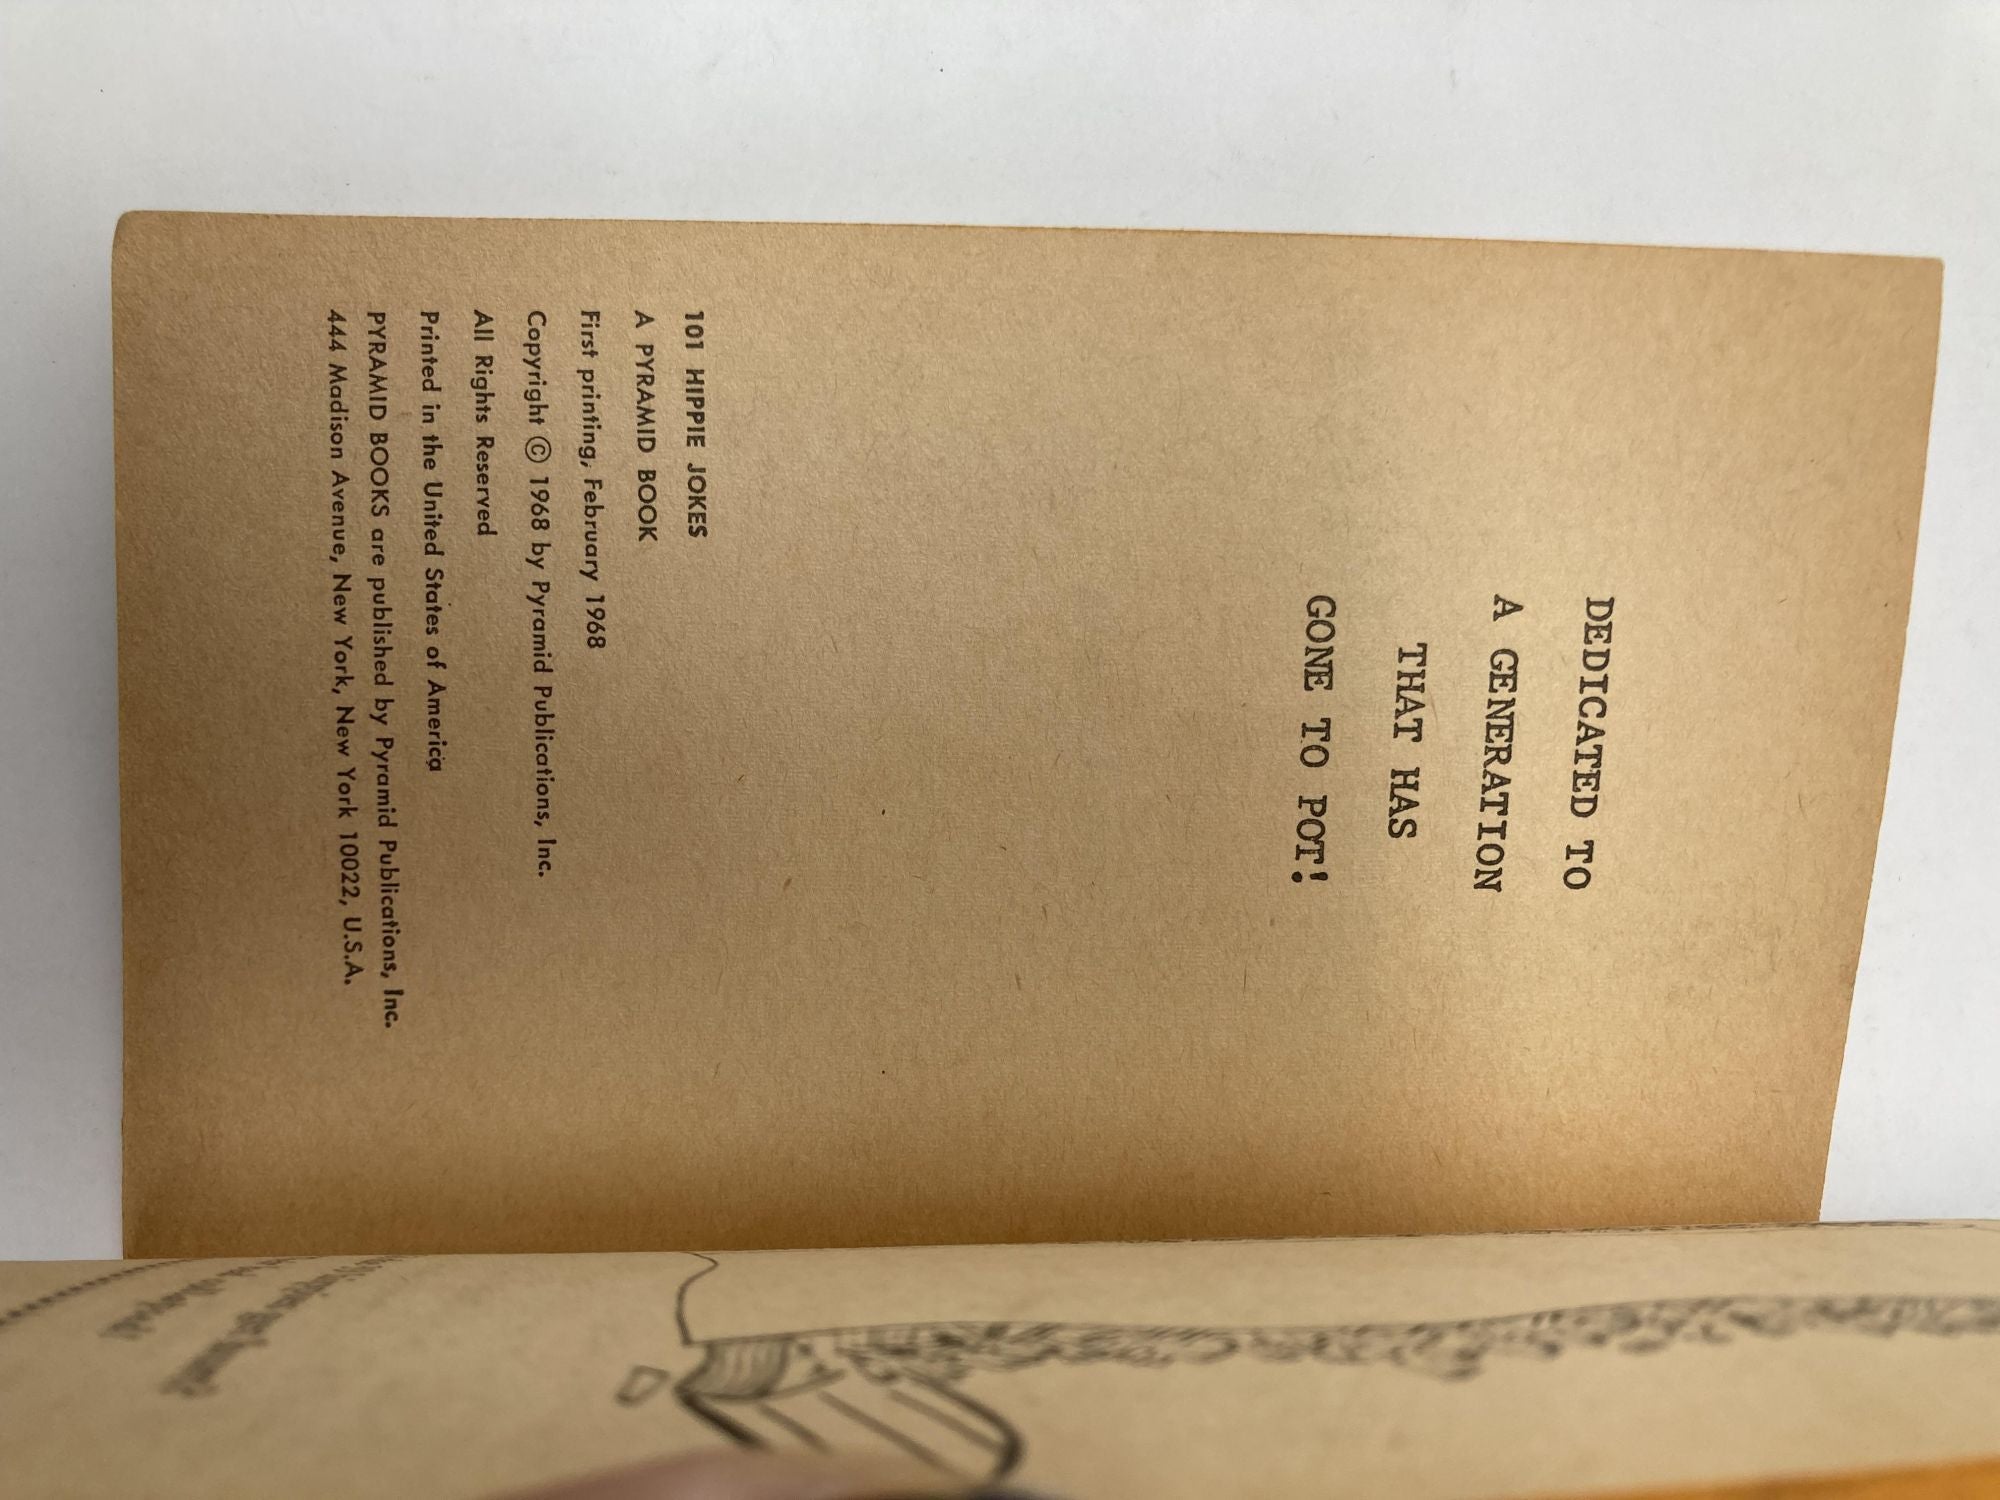 DEDICATED TO
A GENERATION
THAT HAS
GONE TO POT!
101 HIPPIE JOKES
A PYRAMID BOOK
First printing, February 1968
Copyright © 1968 by Pyramid Publications, Inc.
All Rights Reserved
Printed in the United States of America
PYRAMID BOOKS are published by Pyramid Publications, Inc.
444 Madison Avenue, New York, New York 10022, U.S.A.